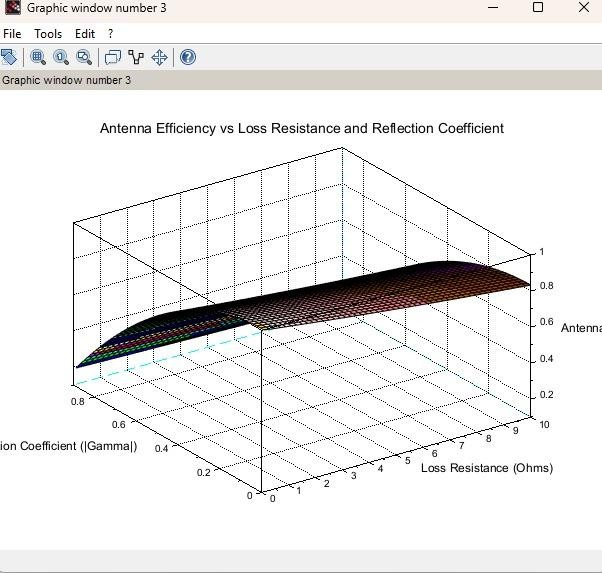 Graphic window number 3
File Tools Edit ?
Graphic window number 3
Antenna Efficiency vs Loss Resistance and Reflection Coefficient
1
0.8
0.6
Antenna
0.4
0.2
0.8
0.6
0.4
0.2
0
ion Coefficient (|Gamma|)
0 1 2 3 4 5 6 7 8 9 10
Loss Resistance (Ohms)